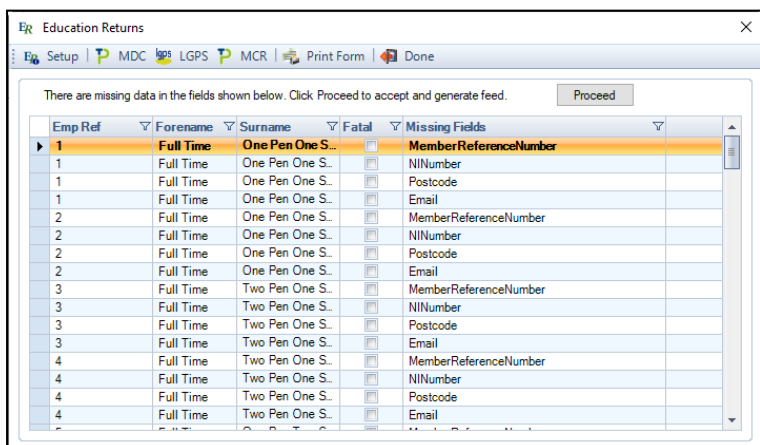 ER Education Returns
ER Setup TP MDC lgps LGPS TP MCR Print Form Done
There are missing data in the fields shown below. Click Proceed to accept and generate feed. Proceed
Emp Ref Forename Surname Fatal Missing Fields
1 Full Time One Pen One S... MemberReferenceNumber
1 Full Time One Pen One S... NINumber
1 Full Time One Pen One S... Postcode
1 Full Time One Pen One S... Email
2 Full Time One Pen One S... MemberReferenceNumber
2 Full Time One Pen One S... NINumber
2 Full Time One Pen One S... Postcode
2 Full Time One Pen One S... Email
3 Full Time Two Pen One S... MemberReferenceNumber
3 Full Time Two Pen One S... NINumber
3 Full Time Two Pen One S... Postcode
3 Full Time Two Pen One S... Email
4 Full Time Two Pen One S... MemberReferenceNumber
4 Full Time Two Pen One S... NINumber
4 Full Time Two Pen One S... Postcode
4 Full Time Two Pen One S... Email